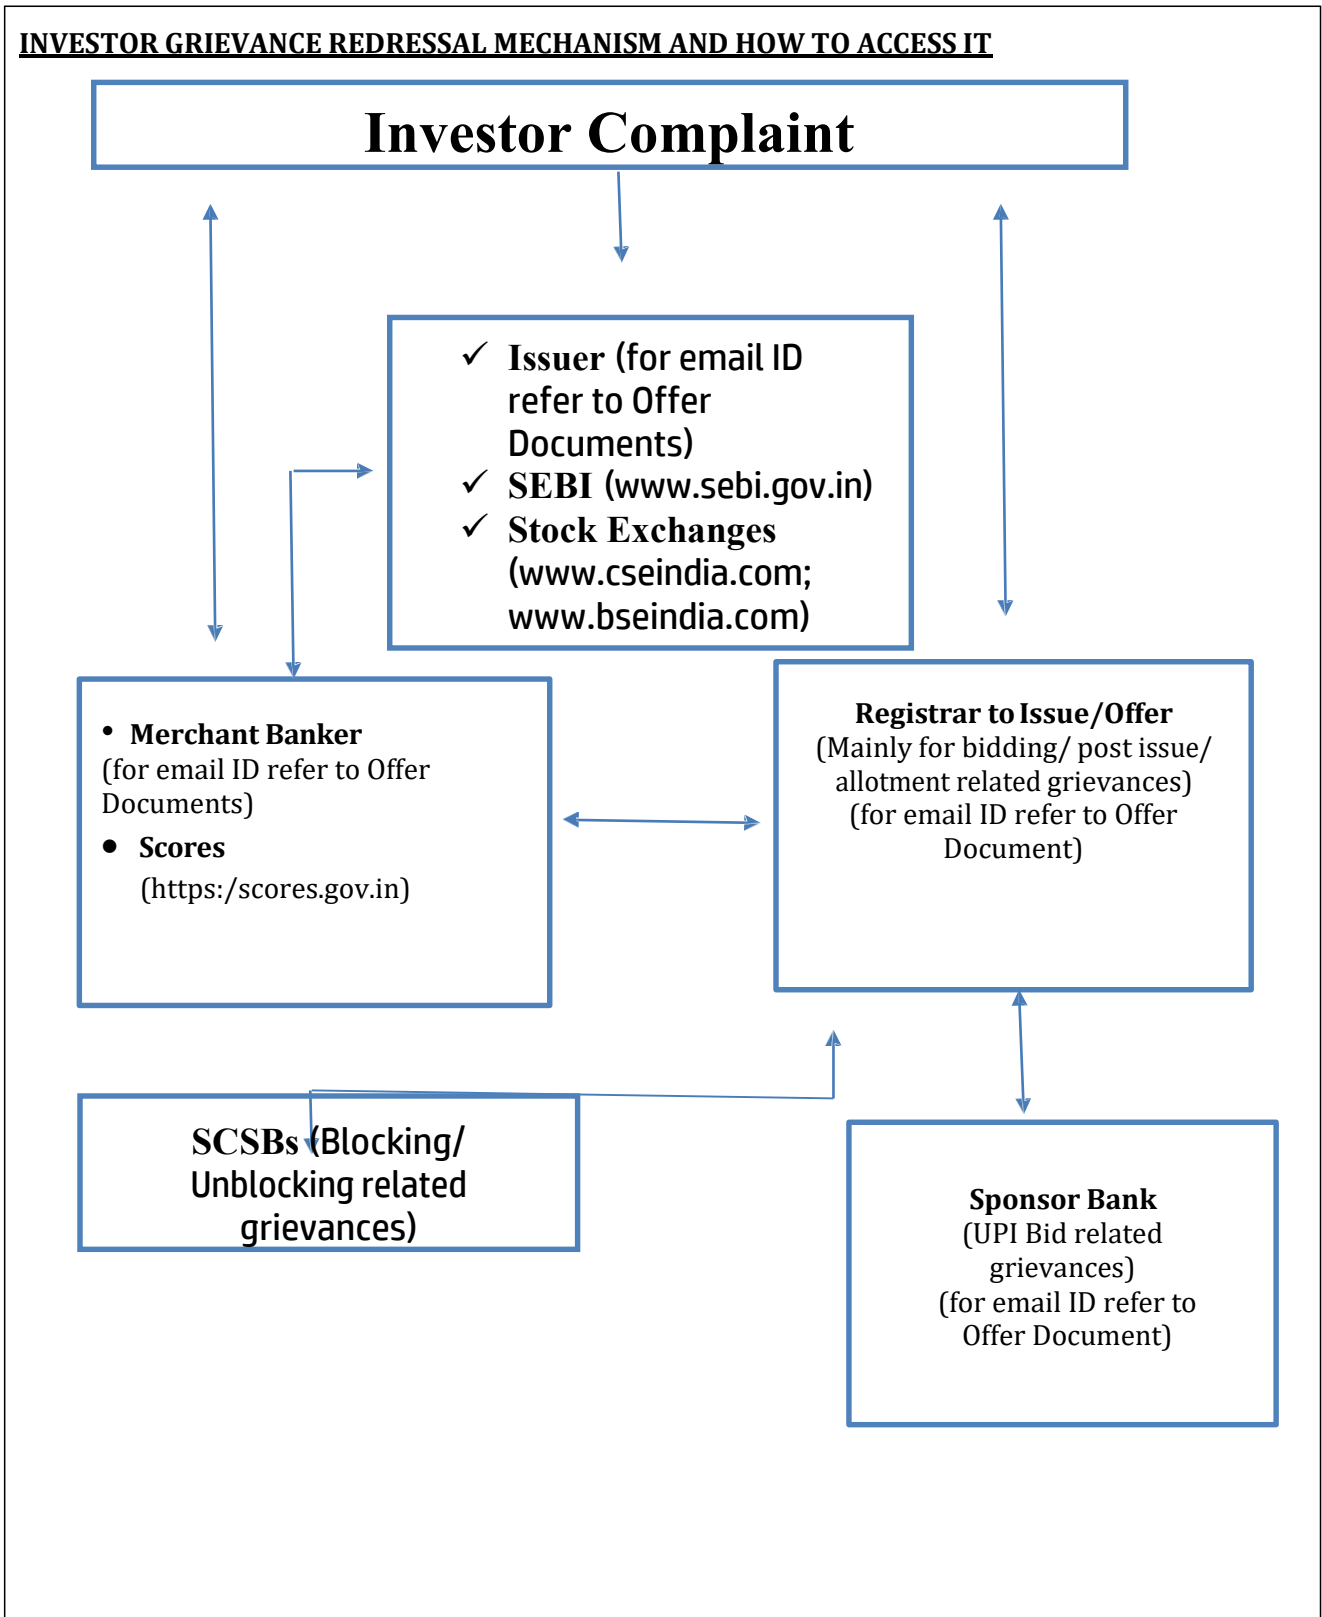 INVESTOR GRIEVANCE REDRESSAL MECHANISM AND HOW TO ACCESS IT
Investor Complaint
✓ Issuer (for email ID
refer to Offer
Documents)
✓ SEBI (www.sebi.gov.in)
✓ Stock Exchanges
(www.cseindia.com;
www.bseindia.com)
• Merchant Banker
(for email ID refer to Offer
Documents)
• Scores
(https:/scores.gov.in)
Registrar to Issue/Offer
(Mainly for bidding/ post issue/
allotment related grievances)
(for email ID refer to Offer
Document)
SCSBs (Blocking/
Unblocking related
grievances)
Sponsor Bank
(UPI Bid related
grievances)
(for email ID refer to
Offer Document)